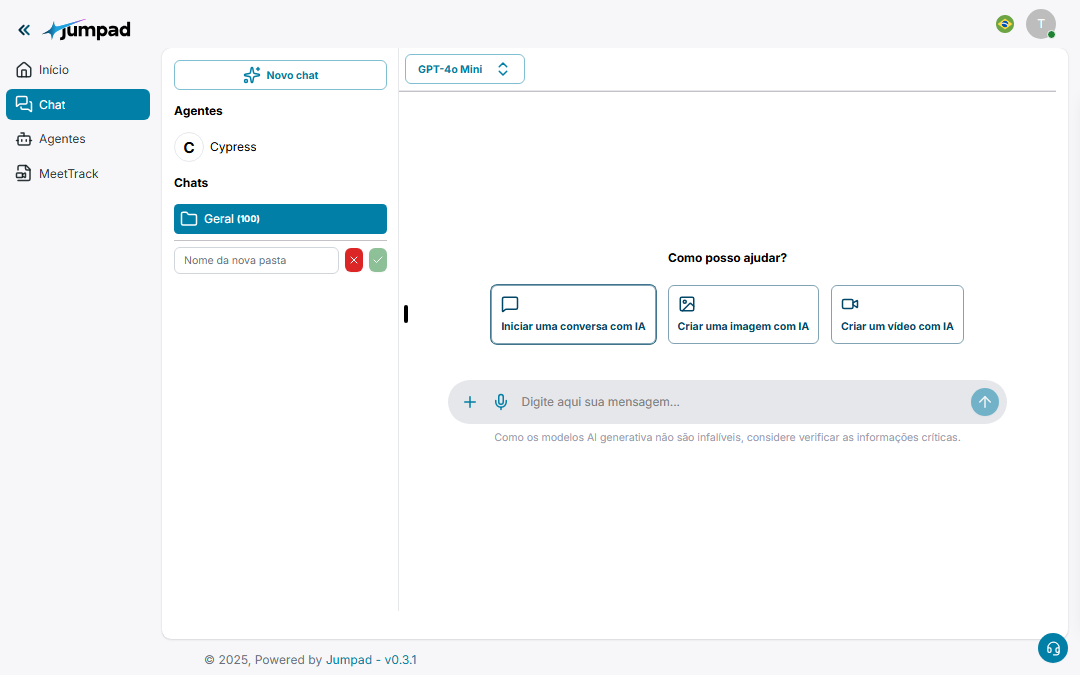 jumpad
T
Início
Chat
Agentes
MeetTrack
Novo chat
Agentes
C Cypress
Chats
Geral (100)
Nome da nova pasta
GPT-4o Mini
Como posso ajudar?
Iniciar uma conversa com IA
Criar uma imagem com IA
Criar um vídeo com IA
Digite aqui sua mensagem...
Como os modelos AI generativa não são infalíveis, considere verificar as informações críticas.
© 2025, Powered by Jumpad - v0.3.1